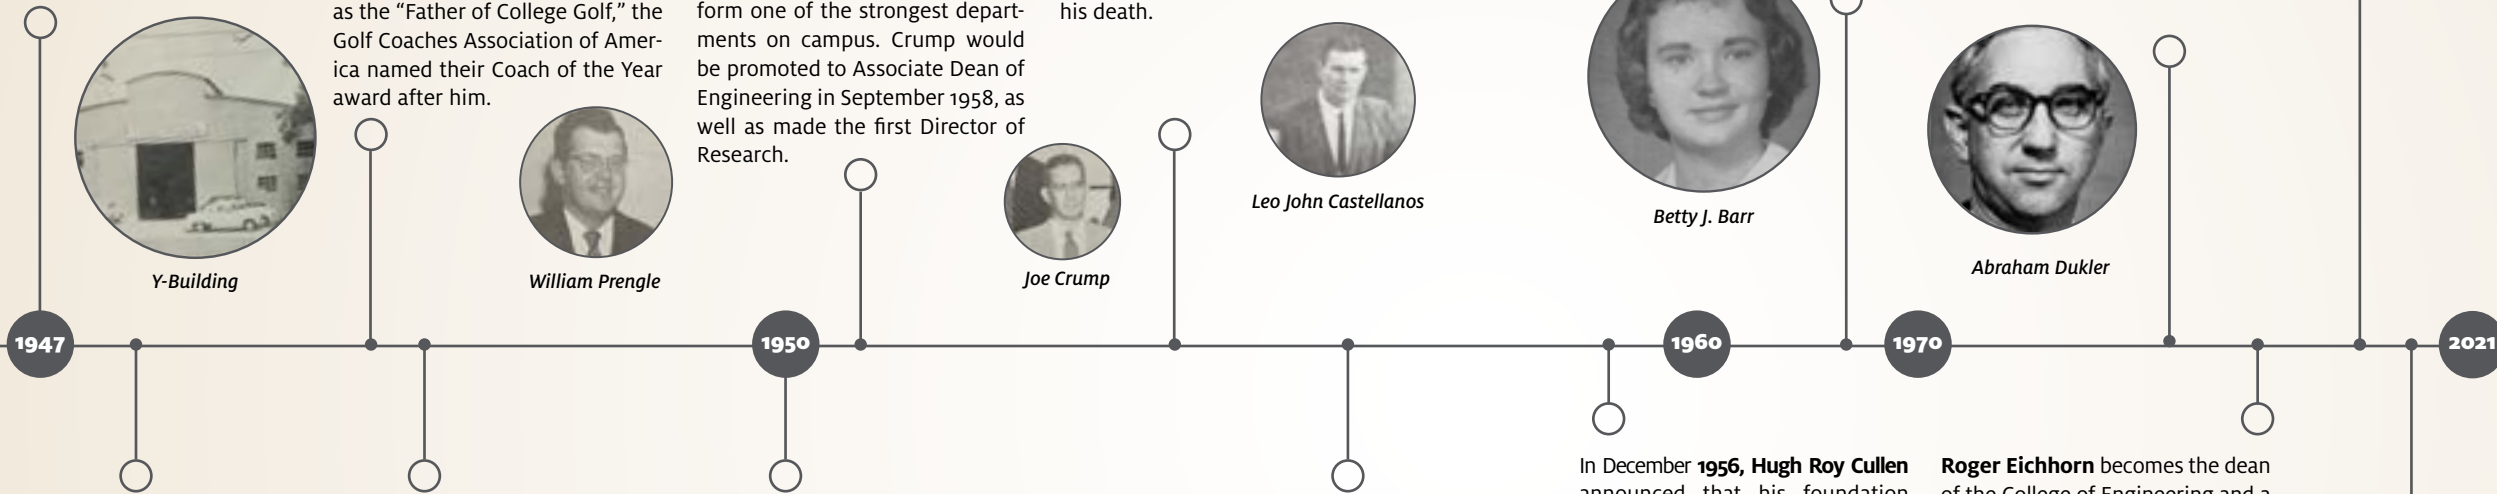 as the “Father of College Golf,” the
Golf Coaches Association of Amer-
ica named their Coach of the Year
award after him.
form one of the strongest depart-
ments on campus. Crump would
be promoted to Associate Dean of
Engineering in September 1958, as
well as made the first Director of
Research.
his death.
Y-Building
William Prengle
Joe Crump
Leo John Castellanos
Betty J. Barr
Abraham Dukler
1947
1950
1960
1970
2021
In December 1956, Hugh Roy Cullen
announced that his foundation
Roger Eichhorn becomes the dean
of the College of Engineering and a